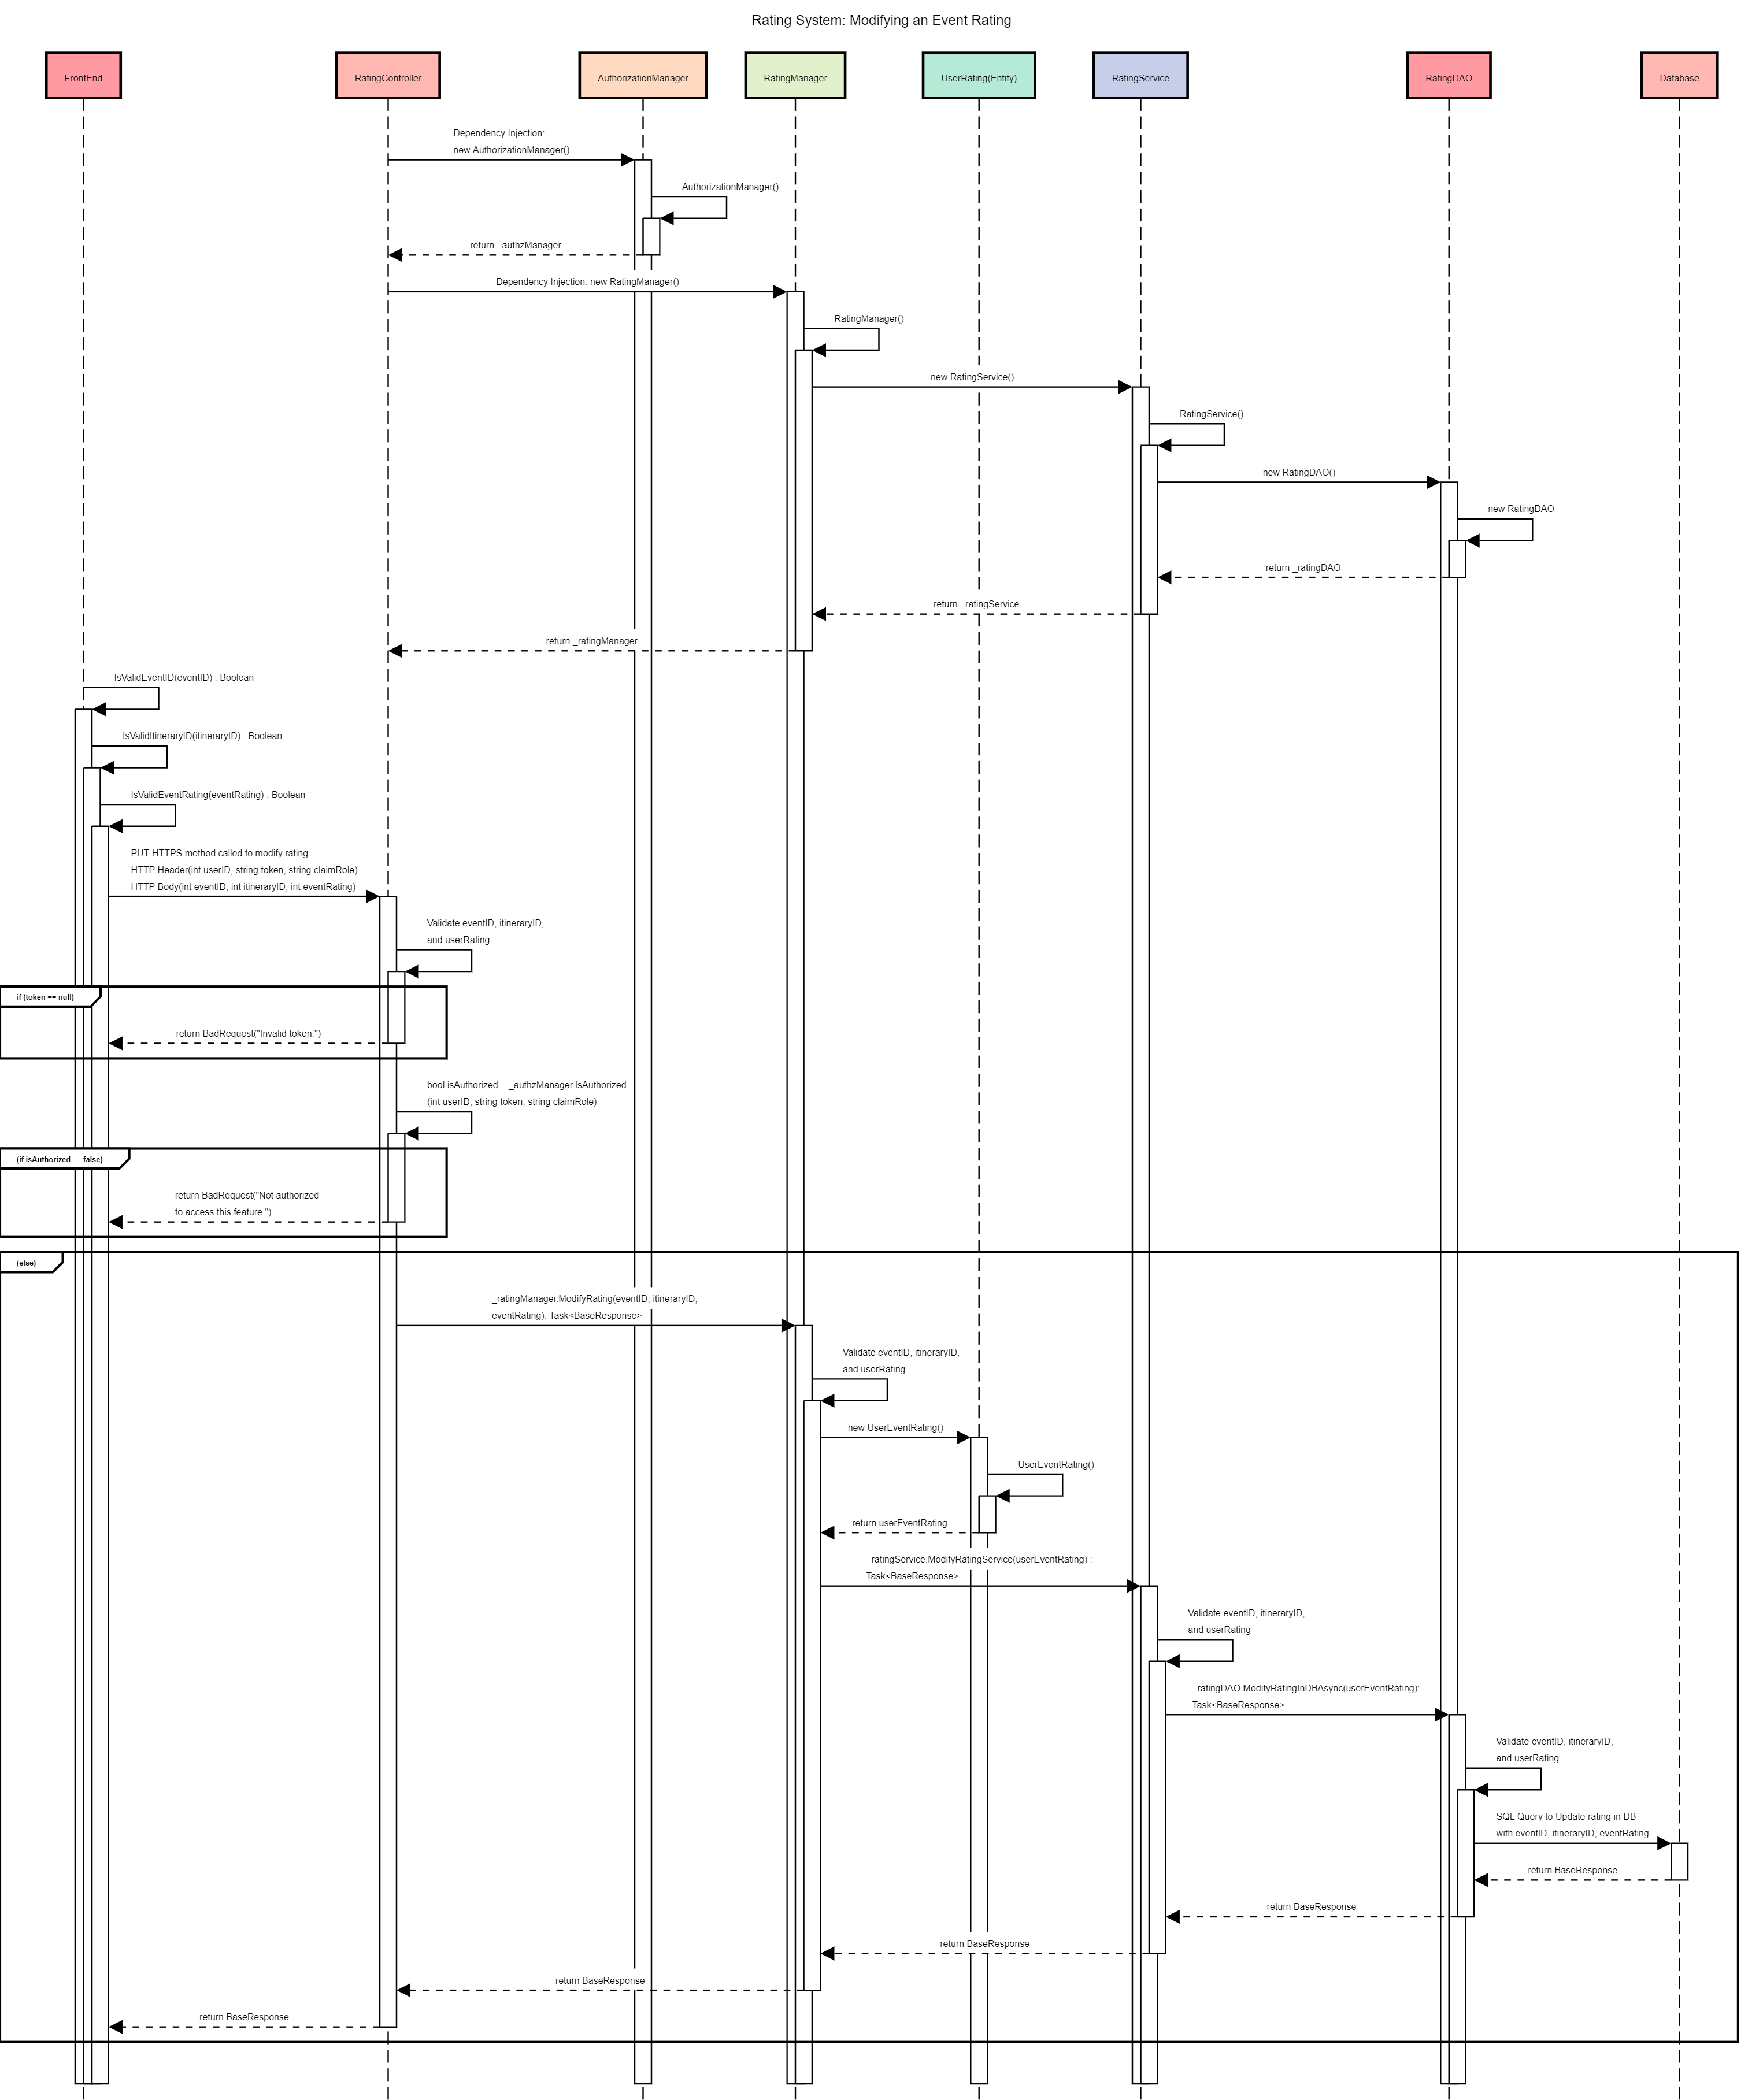 Rating System: Modifying an Event Rating
FrontEnd
RatingController
AuthorizationManager
RatingManager
UserRating(Entity)
RatingService
RatingDAO
Database
Dependency Injection:
new AuthorizationManager()
AuthorizationManager()
return _authzManager
Dependency Injection: new RatingManager()
RatingManager()
new RatingService()
RatingService()
new RatingDAO()
new RatingDAO
return _ratingDAO
return _ratingService
return _ratingManager
IsValidEventID(eventID) : Boolean
IsValidItineraryID(itineraryID) : Boolean
IsValidEventRating(eventRating) : Boolean
PUT HTTPS method called to modify rating
HTTP Header(int userID, string token, string claimRole)
HTTP Body(int eventID, int itineraryID, int eventRating)
Validate eventID, itineraryID,
and userRating
if (token == null)
return BadRequest("Invalid token.")
bool isAuthorized = _authzManager.IsAuthorized
(int userID, string token, string claimRole)
(if isAuthorized == false)
return BadRequest("Not authorized
to access this feature.")
(else)
_ratingManager.ModifyRating(eventID, itineraryID,
eventRating): Task<BaseResponse>
Validate eventID, itineraryID,
and userRating
new UserEventRating()
UserEventRating()
return userEventRating
_ratingService.ModifyRatingService(userEventRating) :
Task<BaseResponse>
Validate eventID, itineraryID,
and userRating
_ratingDAO.ModifyRatingInDBAsync(userEventRating):
Task<BaseResponse>
Validate eventID, itineraryID,
and userRating
SQL Query to Update rating in DB
with eventID, itineraryID, eventRating
return BaseResponse
return BaseResponse
return BaseResponse
return BaseResponse
return BaseResponse